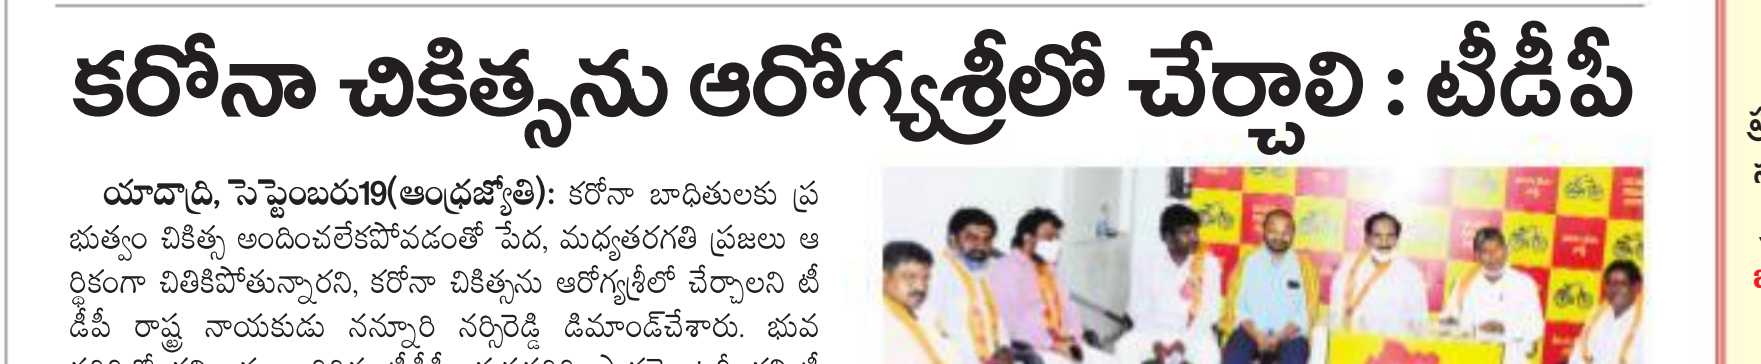 కరోనా చికిత్సను ఆరోగ్యశ్రీలో చేర్చాలి : టీడీపీ
యాదాద్రి, సెప్టెంబరు19(ఆంధ్రజ్యోతి): కరోనా బాధితులకు ప్ర
భుత్వం చికిత్స అందించలేకపోవడంతో పేద, మధ్యతరగతి ప్రజలు ఆ
ర్థికంగా చితికిపోతున్నారని, కరోనా చికిత్సను ఆరోగ్యశ్రీలో చేర్చాలని టీ
డీపీ రాష్ట్ర నాయకుడు నన్నూరి నర్సిరెడ్డి డిమాండ్‌చేశారు. భువ